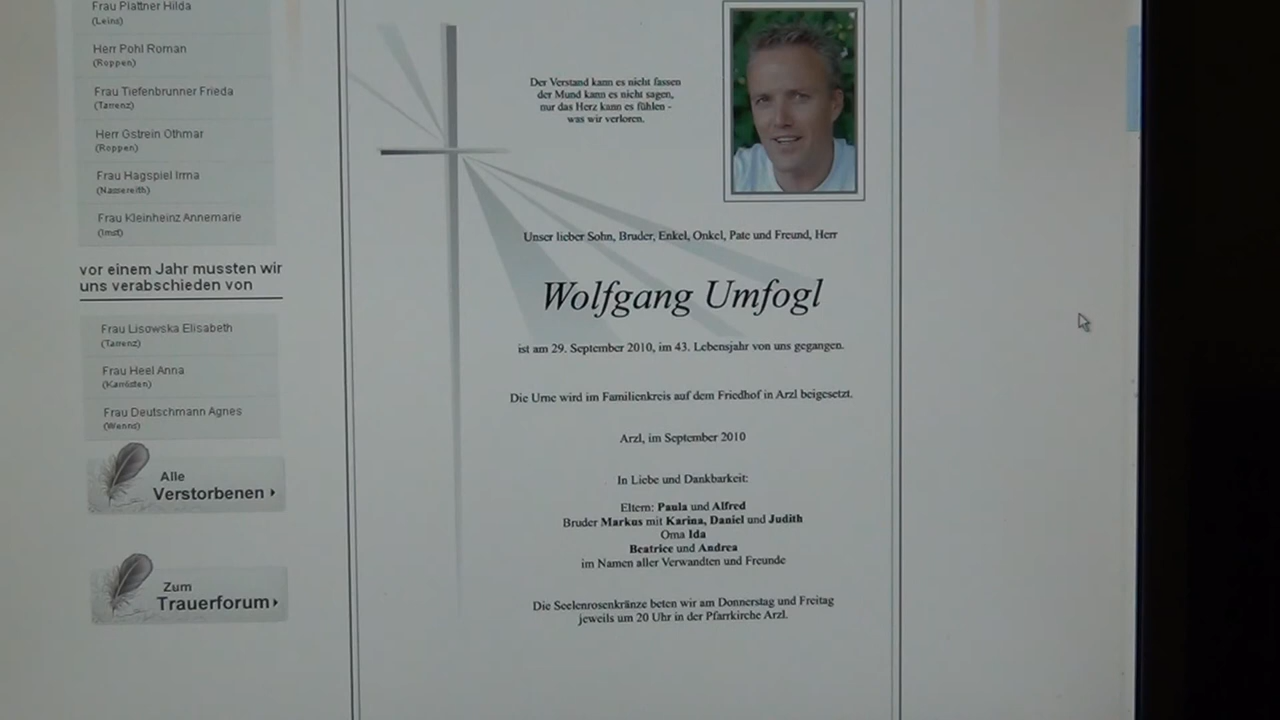 Frau Plattner Hilda
(Leins)
Herr Pohl Roman
(Roppen)
Frau Tiefenbrunner Frieda
(Tarrenz)
Herr Gstrein Othmar
(Roppen)
Frau Hagspiel Irma
(Nassereith)
Frau Kleinheinz Annemarie
(Imst)
vor einem Jahr mussten wir
uns verabschieden von
Frau Lisowska Elisabeth
(Tarrenz)
Frau Heel Anna
(Karrösten)
Frau Deutschmann Agnes
(Wenns)
Alle
Verstorbenen
Zum
Trauerforum
Der Verstand kann es nicht fassen
der Mund kann es nicht sagen,
nur das Herz kann es fühlen -
was wir verloren.
Unser lieber Sohn, Bruder, Enkel, Onkel, Pate und Freund, Herr
Wolfgang Umfogl
ist am 29. September 2010, im 43. Lebensjahr von uns gegangen.
Die Urne wird im Familienkreis auf dem Friedhof in Arzl beigesetzt.
Arzl, im September 2010
In Liebe und Dankbarkeit:
Eltern: Paula und Alfred
Bruder Markus mit Karina, Daniel und Judith
Oma Ida
Beatrice und Andrea
im Namen aller Verwandten und Freunde
Die Seelenrosenkränze beten wir am Donnerstag und Freitag
jeweils um 20 Uhr in der Pfarrkirche Arzl.